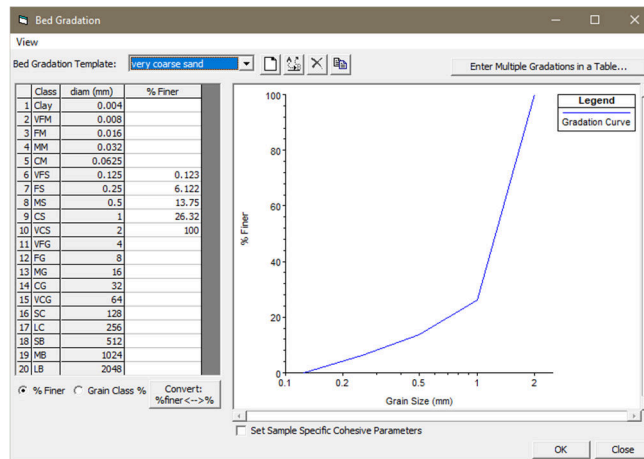 Bed Gradation
View
Bed Gradation Template: very coarse sand Enter Multiple Gradations in a Table...
Class diam (mm) % Finer
1 Clay 0.004
2 VFM 0.008
3 FM 0.016
4 MM 0.032
5 CM 0.0625
6 VFS 0.125 0.123
7 FS 0.25 6.122
8 MS 0.5 13.75
9 CS 1 26.32
10 VCS 2 100
11 VFG 4
12 FG 8
13 MG 16
14 CG 32
15 VCG 64
16 SC 128
17 LC 256
18 SB 512
19 MB 1024
20 LB 2048
% Finer Grain Class % Convert:
%finer<-->%
Legend
Gradation Curve
100
80
60
40
20
0
% Finer
0.1 0.2 0.5 1 2
Grain Size (mm)
Set Sample Specific Cohesive Parameters
OK Close